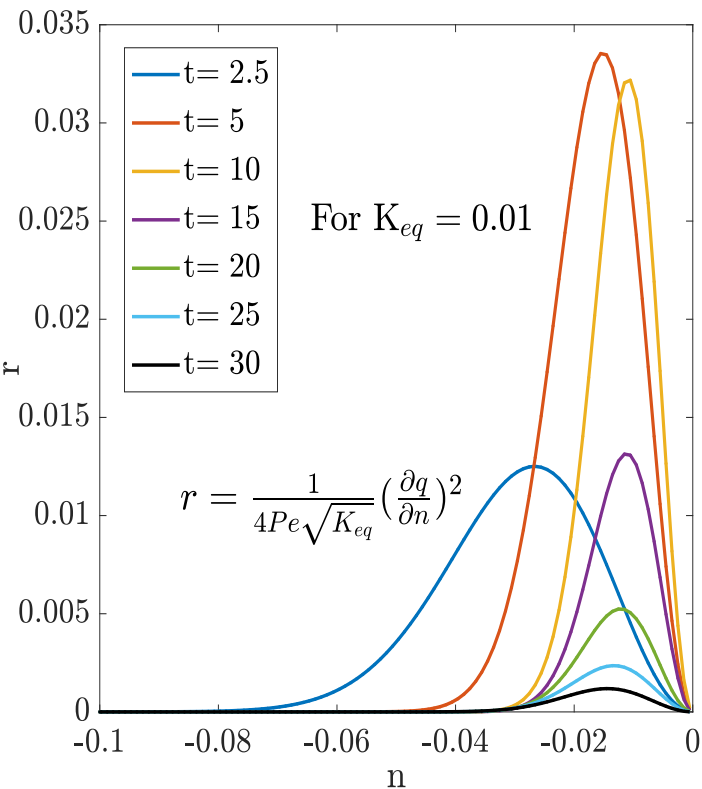 0.035
0.03
0.025
0.02
0.015
0.01
0.005
0
r
t= 2.5
t= 5
t= 10
t= 15
t= 20
t= 25
t= 30
For K_{eq} = 0.01
r = \frac{1}{4Pe\sqrt{K_{eq}}}(\frac{∂q}{∂n})^2
-0.1 -0.08 -0.06 -0.04 -0.02 0
n